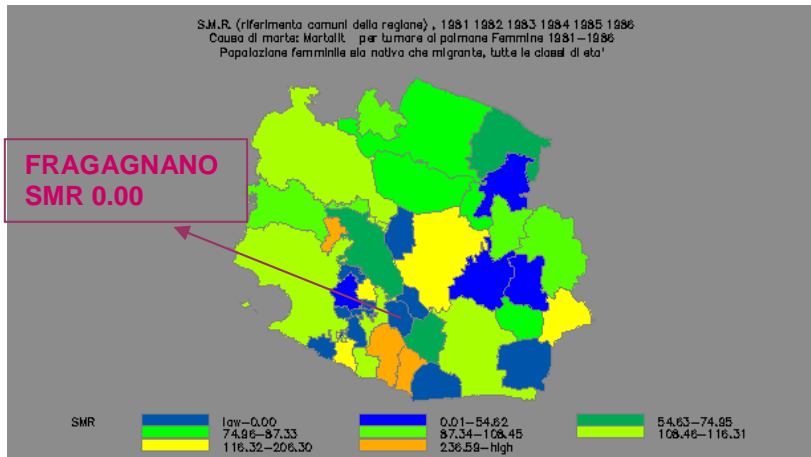 S.M.R. (riferimento comuni della regione) , 1981 1982 1983 1984 1985 1986
Causa di morte: Mortalit per tumore al polmone Femmine 1981-1986
Popolazione femminile sia nativa che migrante, tutte le classi di eta'
FRAGAGNANO
SMR 0.00
SMR low-0.00 0.01-54.62 54.63-74.95
74.96-87.33 87.34-108.45 108.46-116.31
116.32-206.30 236.59-high